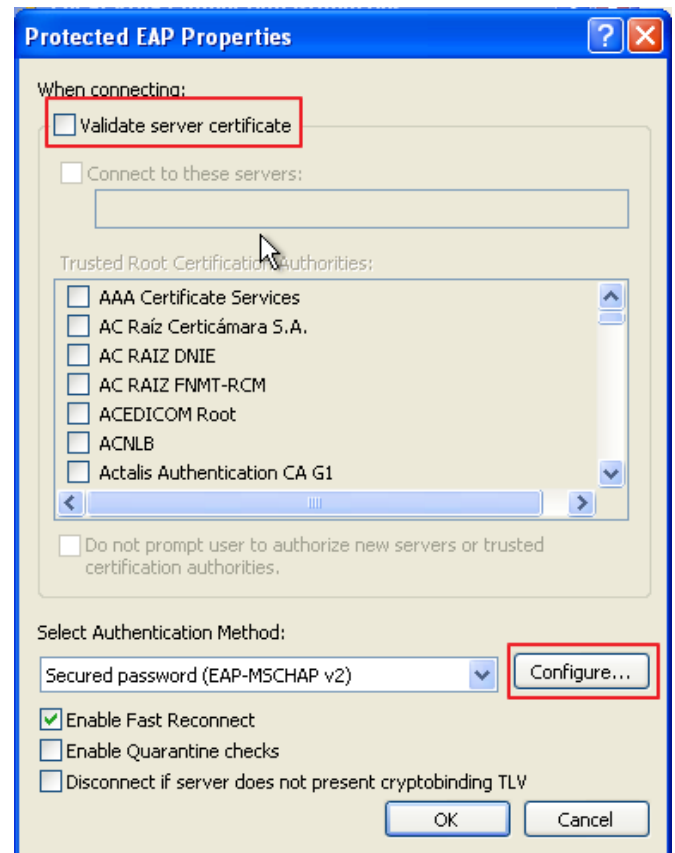 Protected EAP Properties
When connecting:
Validate server certificate
Connect to these servers:
Trusted Root Certification Authorities:
AAA Certificate Services
AC Raíz Certicámara S.A.
AC RAIZ DNIE
AC RAIZ FNMT-RCM
ACEDICOM Root
ACNLB
Actalis Authentication CA G1
Do not prompt user to authorize new servers or trusted
certification authorities.
Select Authentication Method:
Secured password (EAP-MSCHAP v2)
Configure...
Enable Fast Reconnect
Enable Quarantine checks
Disconnect if server does not present cryptobinding TLV
OK
Cancel